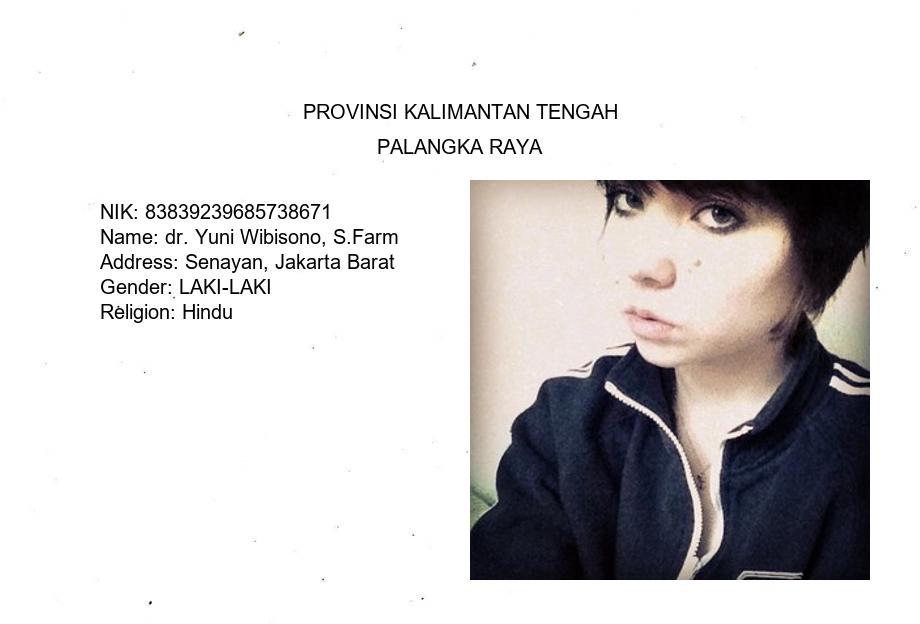 PROVINSI KALIMANTAN TENGAH
PALANGKA RAYA
NIK: 83839239685738671
Name: dr. Yuni Wibisono, S.Farm
Address: Senayan, Jakarta Barat
Gender: LAKI-LAKI
Religion: Hindu